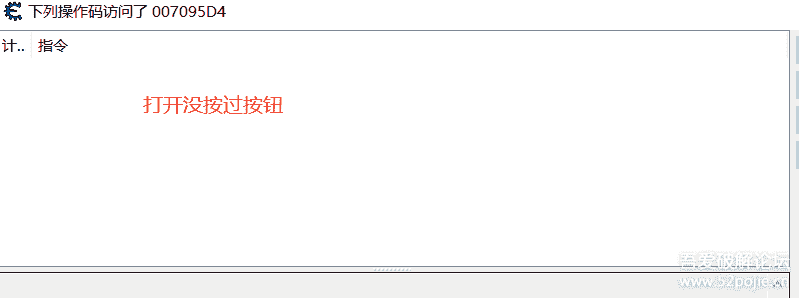 下列操作码访问了 007095D4
计.. 指令
打开没按过按钮
吾爱破解论坛
www.52pojie.cn